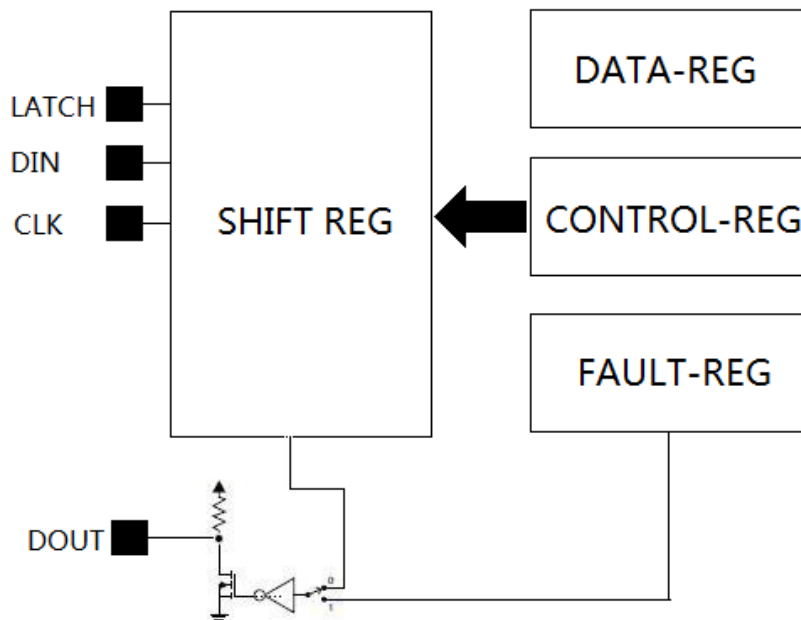 LATCH
DIN
CLK
SHIFT REG
DATA-REG
CONTROL-REG
FAULT-REG
DOUT
0
1